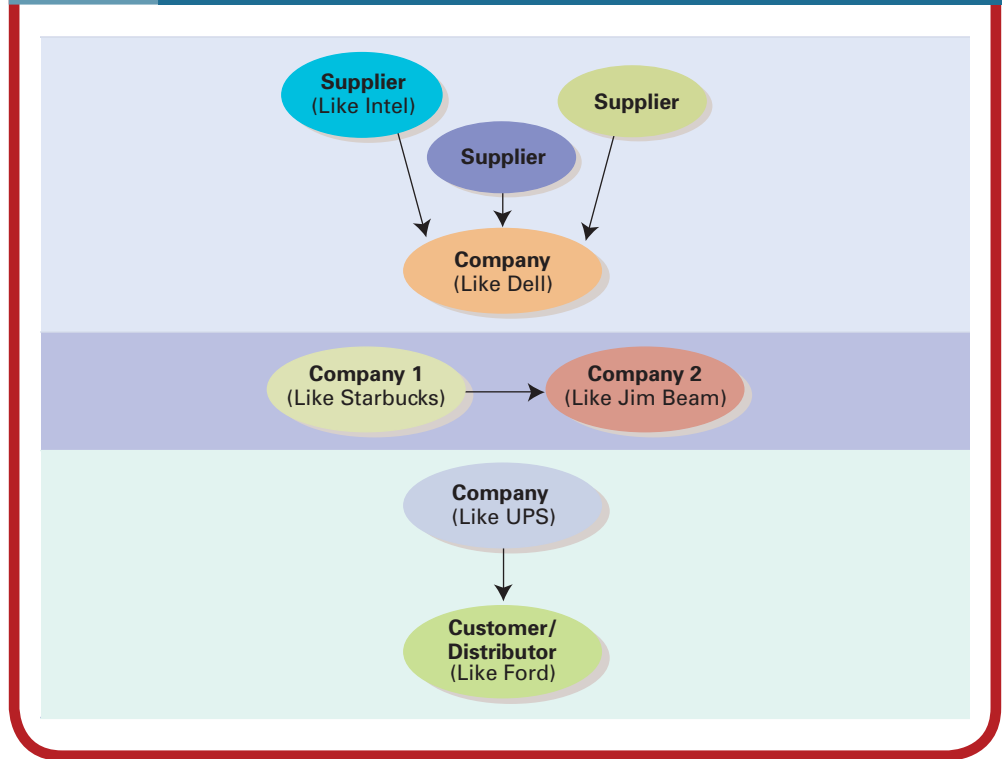 Supplier
(Like Intel)
Supplier
Supplier
Company
(Like Dell)
Company 1
(Like Starbucks)
Company 2
(Like Jim Beam)
Company
(Like UPS)
Customer/
Distributor
(Like Ford)